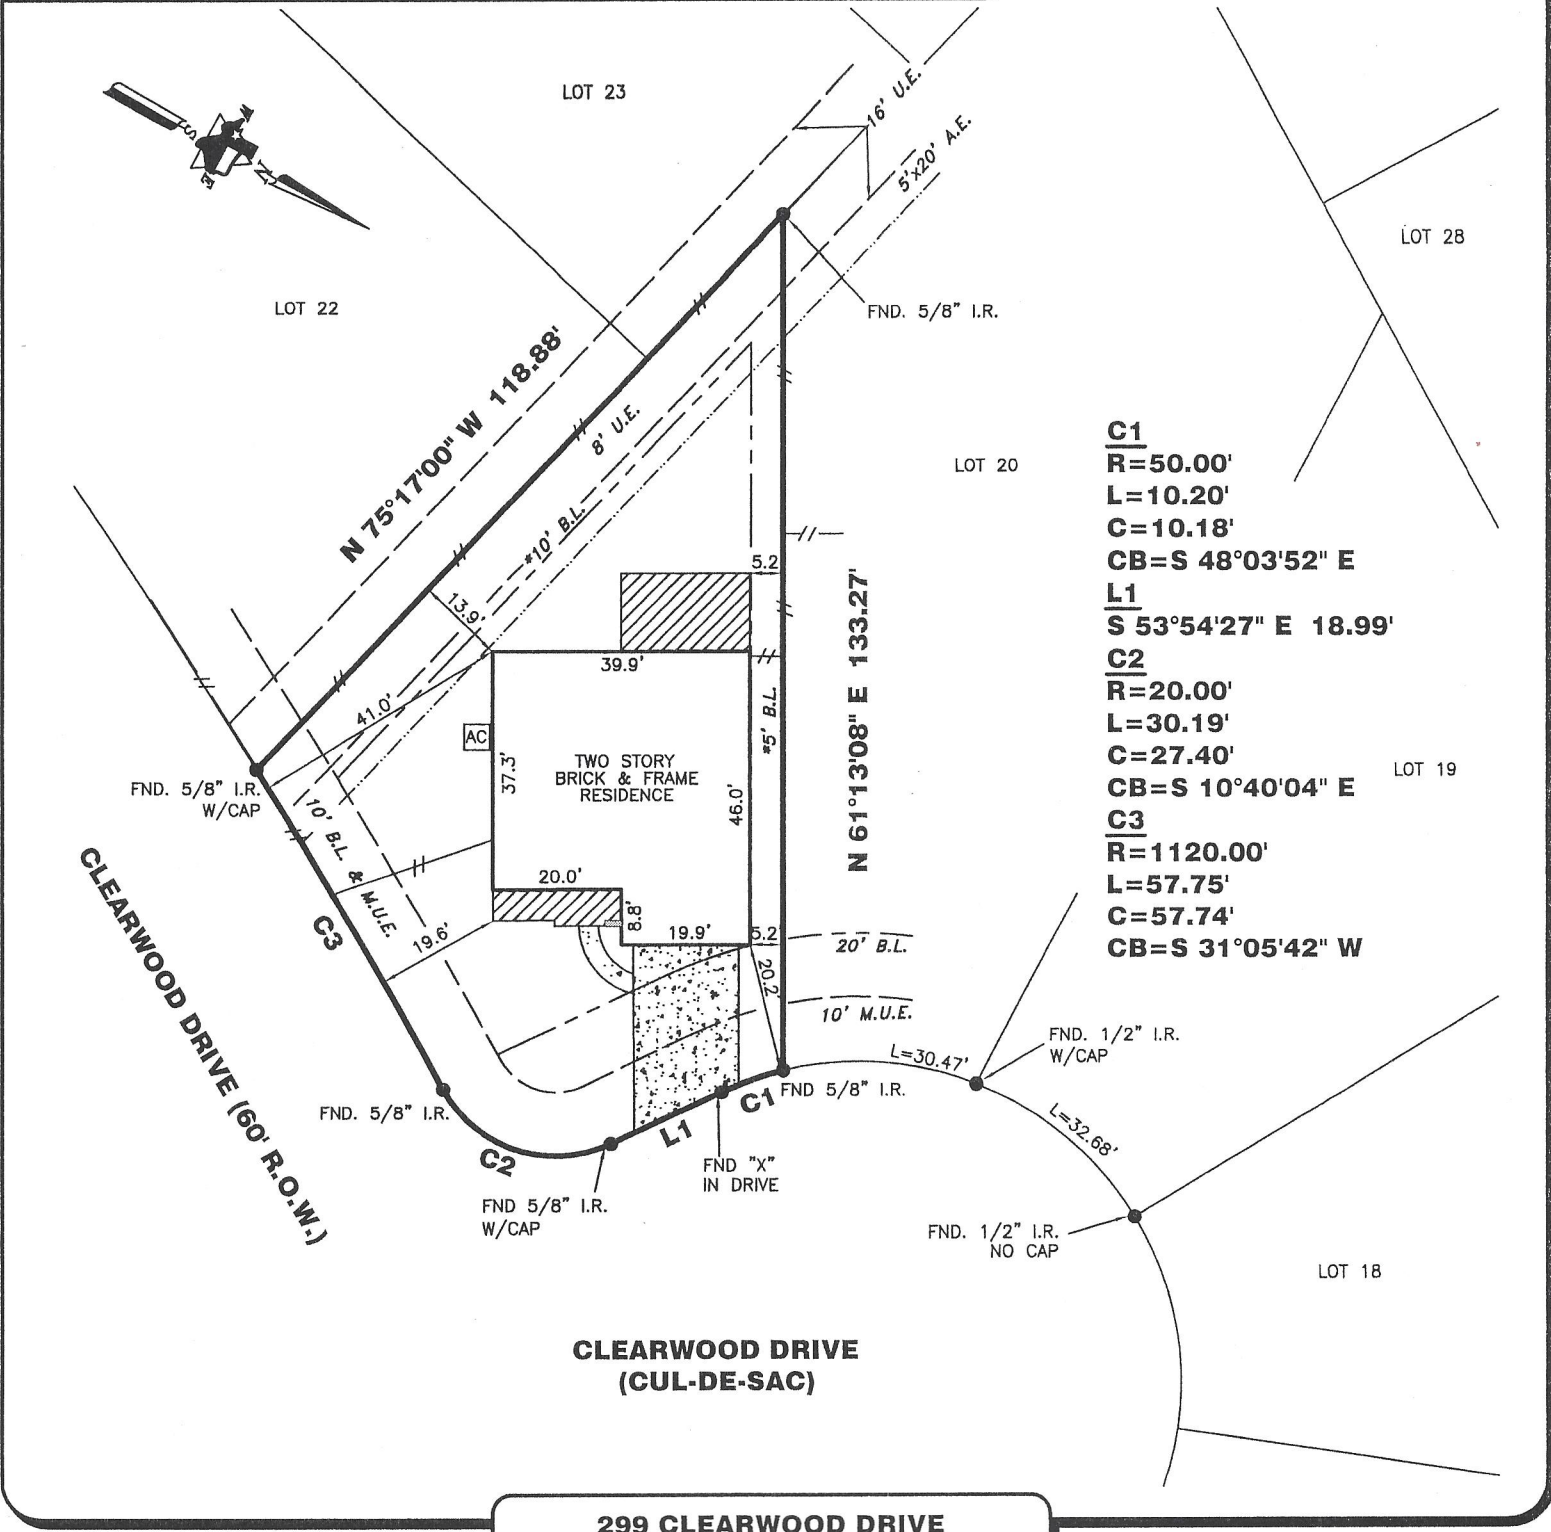 LOT 23
16' U.E.
5'x20' A.E.
S
W
N
E
LOT 28
LOT 22
FND. 5/8" I.R.
N 75°17'00" W 118.88'
8' U.E.
*10' B.L.
LOT 20
C1
R=50.00'
L=10.20'
C=10.18'
CB=S 48°03'52" E
L1
S 53°54'27" E 18.99'
C2
R=20.00'
L=30.19'
C=27.40'
CB=S 10°40'04" E
C3
R=1120.00'
L=57.75'
C=57.74'
CB=S 31°05'42" W
LOT 19
5.2
13.9'
39.9'
41.0'
AC
37.3'
TWO STORY
BRICK & FRAME
RESIDENCE
*5' B.L.
46.0'
N 61°13'08" E 133.27'
FND. 5/8" I.R.
W/CAP
10' B.L. & M.U.E.
20.0'
8.8'
19.9'
5.2
20.2
19.6'
C3
20' B.L.
10' M.U.E.
CLEARWOOD DRIVE (60' R.O.W.)
L=30.47'
FND. 1/2" I.R.
W/CAP
FND 5/8" I.R.
C1
L1
C2
FND. 5/8" I.R.
L=32.68'
FND "X"
IN DRIVE
FND 5/8" I.R.
W/CAP
FND. 1/2" I.R.
NO CAP
LOT 18
CLEARWOOD DRIVE
(CUL-DE-SAC)
299 CLEARWOOD DRIVE